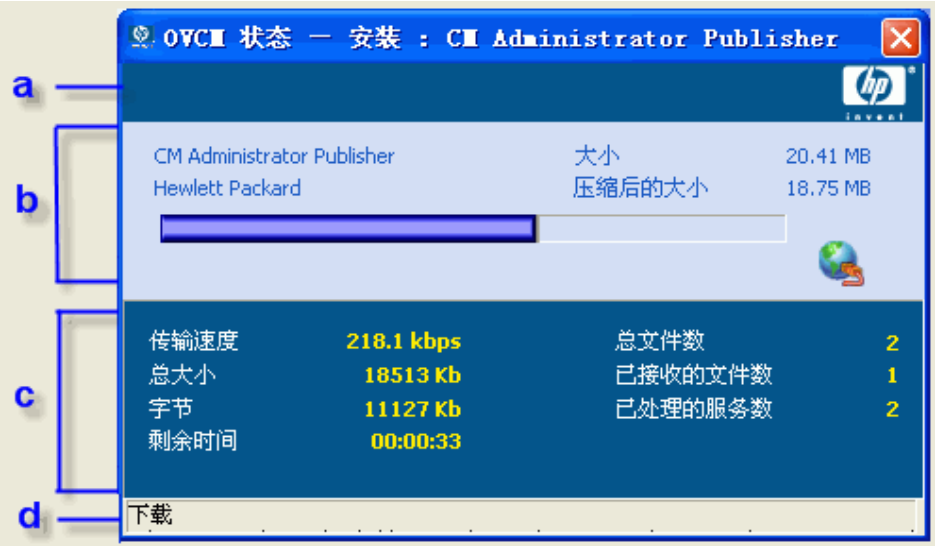 OVCM 状态 — 安装 : CM Administrator Publisher
a
hp
invent
b
CM Administrator Publisher 大小 20.41 MB
Hewlett Packard 压缩后的大小 18.75 MB
c
传输速度 218.1 kbps 总文件数 2
总大小 18513 Kb 已接收的文件数 1
字节 11127 Kb 已处理的服务数 2
剩余时间 00:00:33
d
下载